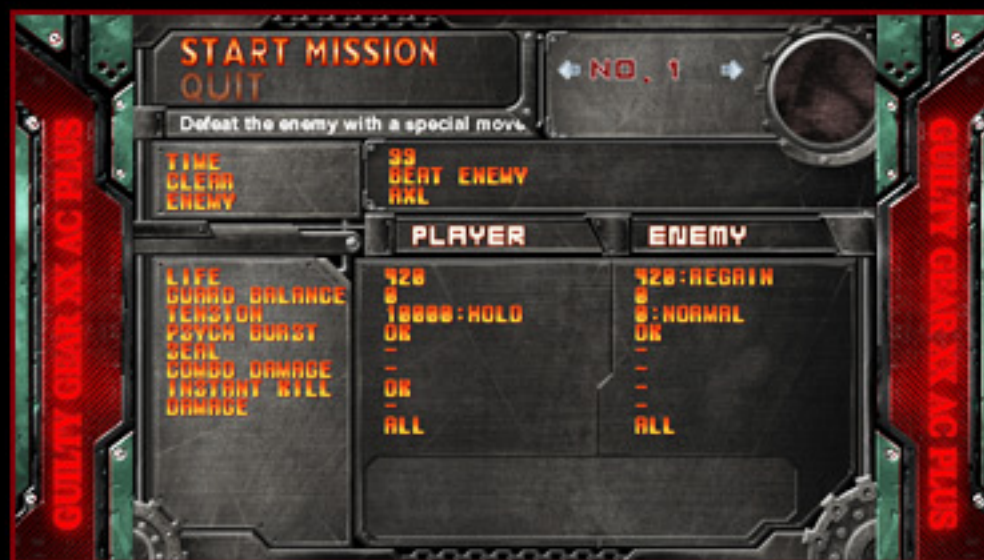 START MISSION
QUIT
NO. 1
Defeat the enemy with a special move.
TIME 99
CLEAR BEAT ENEMY
ENEMY AXL
PLAYER ENEMY
LIFE 420 420:REGAIN
GUARD BALANCE 0 0
TENSION 10000:HOLD 0:NORMAL
PSYCH BURST OK OK
SEAL - -
COMBO DAMAGE - -
INSTANT KILL OK -
DAMAGE - -
ALL ALL
GUILTY GEAR XX AC PLUS
GUILTY GEAR XX AC PLUS